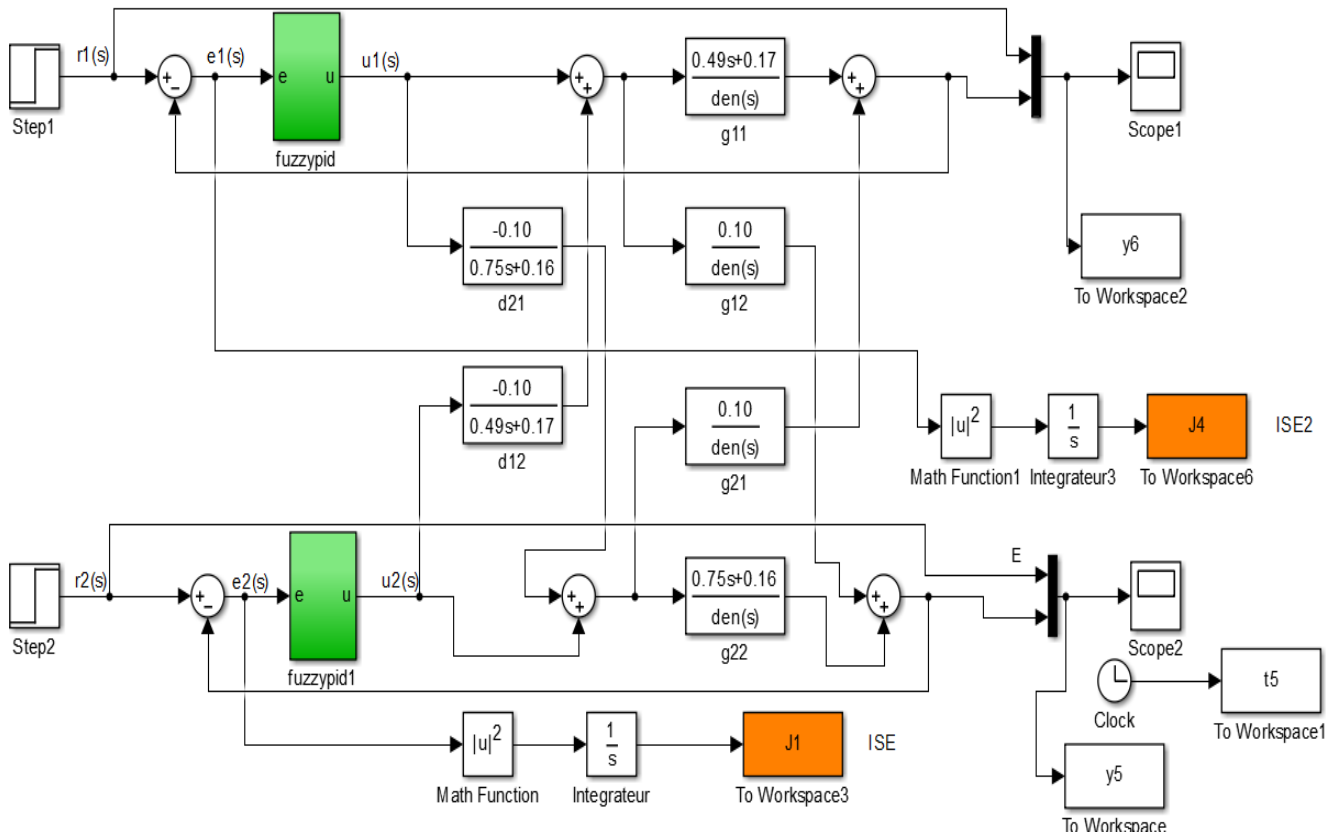 r1(s)
e1(s)
u1(s)
+
−
e
u
+
+
0.49s+0.17
den(s)
+
+
Step1
fuzzypid
g11
Scope1
-0.10
0.75s+0.16
d21
0.10
den(s)
g12
y6
To Workspace2
-0.10
0.49s+0.17
d12
0.10
den(s)
g21
|u|2
Math Function1
1
s
Integrateur3
J4
To Workspace6
ISE2
r2(s)
e2(s)
u2(s)
E
+
−
e
u
+
+
0.75s+0.16
den(s)
+
+
Step2
fuzzypid1
g22
Scope2
Clock
t5
To Workspace1
|u|2
Math Function
1
s
Integrateur
J1
To Workspace3
ISE
y5
To Workspace